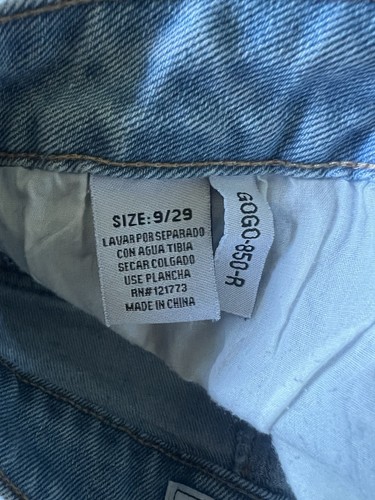 SIZE:9/29
LAVAR POR SEPARADO
CON AGUA TIBIA
SECAR COLGADO
USE PLANCHA
RN#121773
MADE IN CHINA
GOGO-850-R